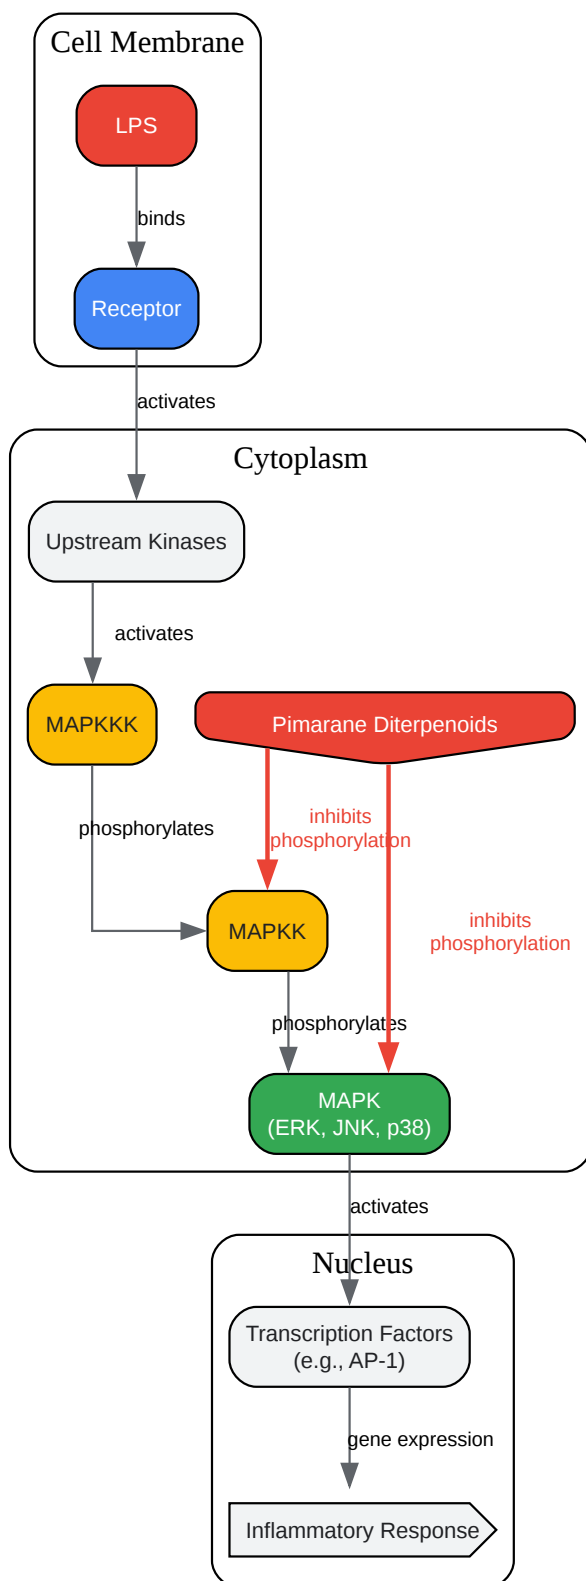 Cell Membrane
LPS
binds
Receptor
activates
Cytoplasm
Upstream Kinases
activates
MAPKKK
Pimarane Diterpenoids
phosphorylates
inhibits
phosphorylation
MAPKK
inhibits
phosphorylation
phosphorylates
MAPK
(ERK, JNK, p38)
activates
Nucleus
Transcription Factors
(e.g., AP-1)
gene expression
Inflammatory Response